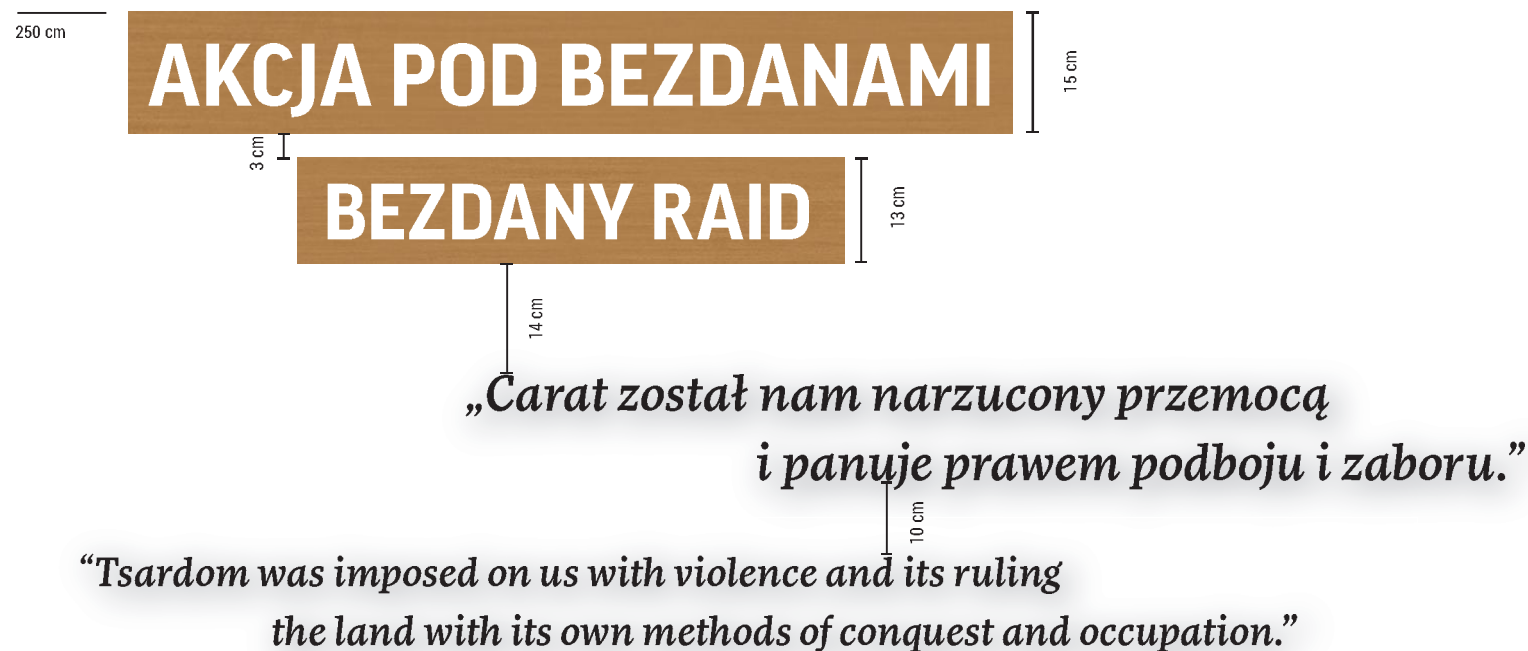 250 cm
AKCJA POD BEZDANAMI
15 cm
3 cm
BEZDANY RAID
13 cm
14 cm
„Carat został nam narzucony przemocą
i panuje prawem podboju i zaboru.”
10 cm
“Tsardom was imposed on us with violence and its ruling
the land with its own methods of conquest and occupation.”